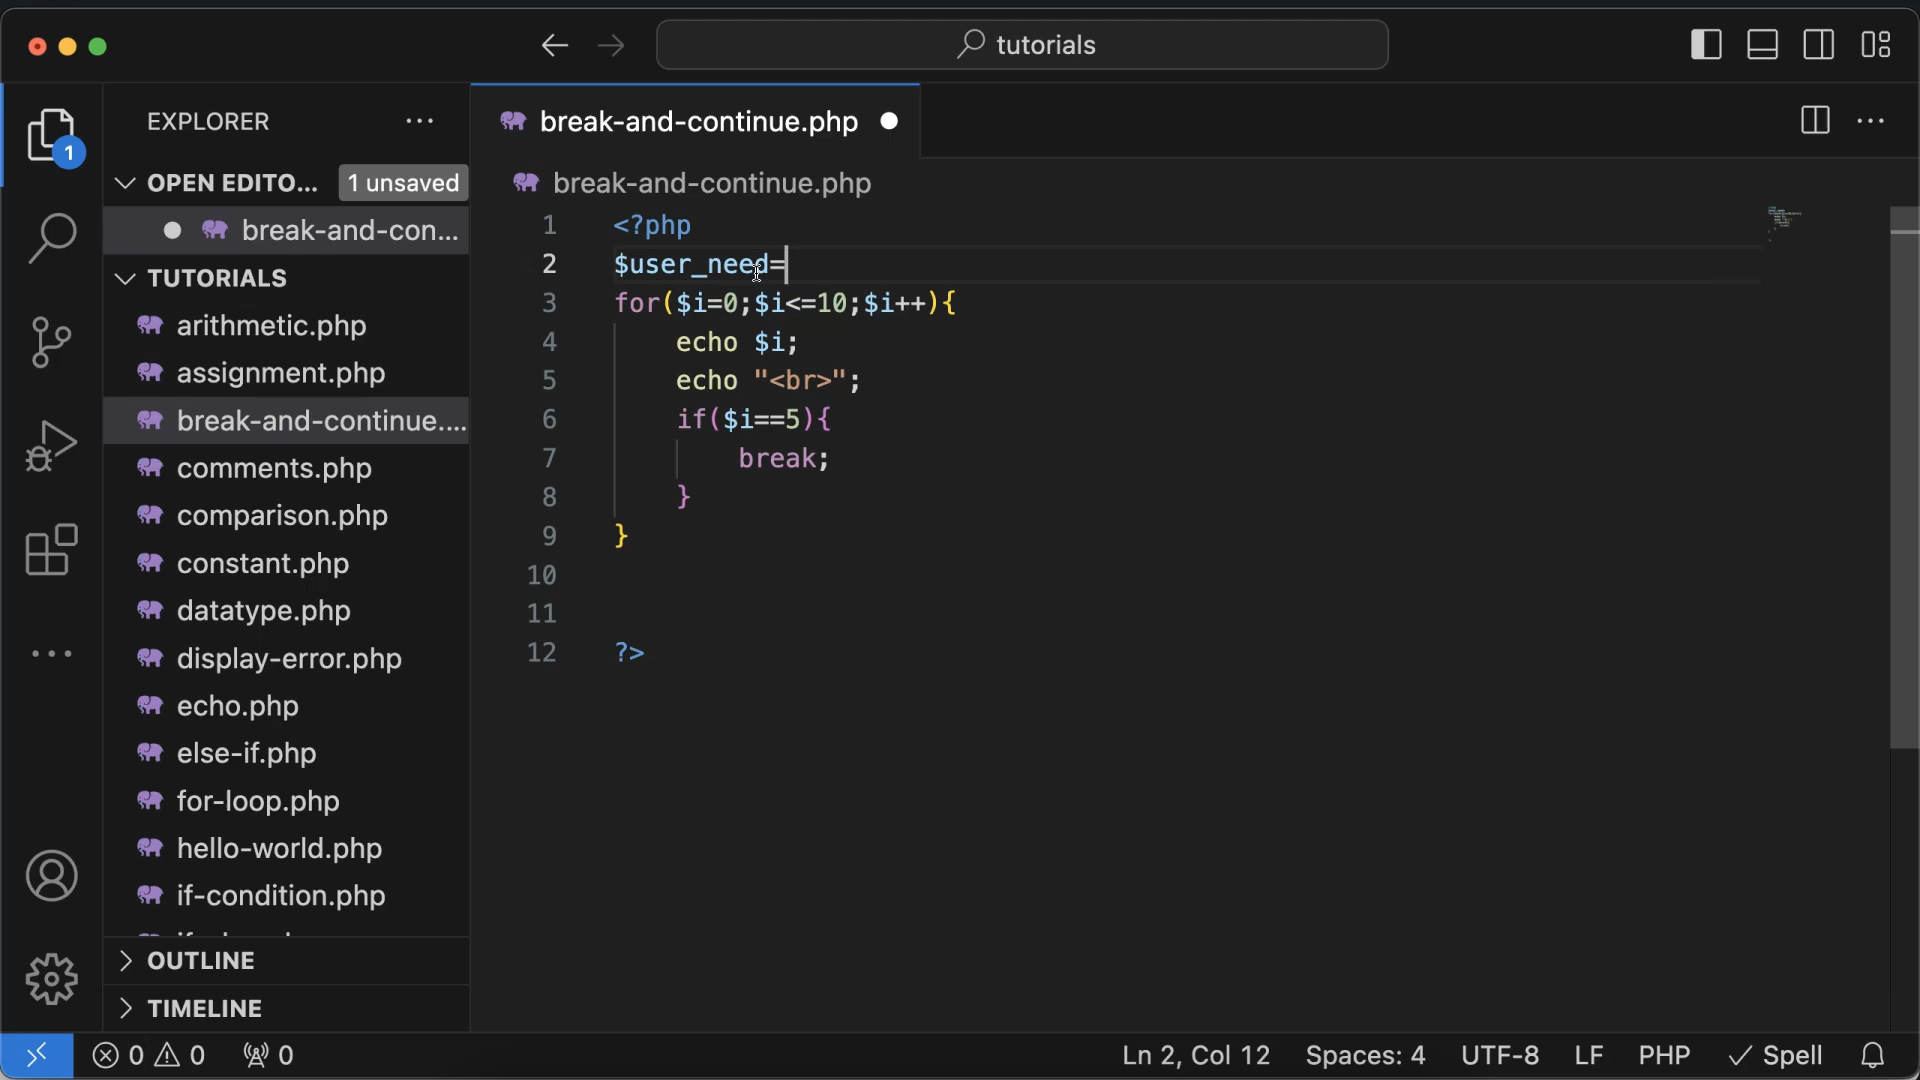 tutorials
EXPLORER
1
OPEN EDITO... 1 unsaved
break-and-con...
TUTORIALS
arithmetic.php
assignment.php
break-and-continue....
comments.php
comparison.php
constant.php
datatype.php
display-error.php
echo.php
else-if.php
for-loop.php
hello-world.php
if-condition.php
OUTLINE
TIMELINE
break-and-continue.php
break-and-continue.php
1 <?php
2 $user_need=
3 for($i=0;$i<=10;$i++){
4 echo $i;
5 echo "<br>";
6 if($i==5){
7 break;
8 }
9 }
10
11
12 ?>
0 0 0 Ln 2, Col 12 Spaces: 4 UTF-8 LF PHP Spell